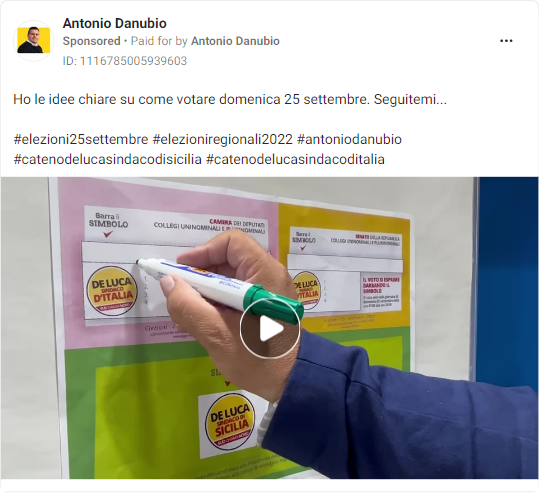 Antonio Danubio
Sponsored • Paid for by Antonio Danubio
ID: 1116785005939603
Ho le idee chiare su come votare domenica 25 settembre. Seguitemi...
#elezioni25settembre #elezioniregionali2022 #antoniodanubio
#catenodelucasindacodisicilia #catenodelucasindacoditalia
Barra il
SIMBOLO
CAMERA DEI DEPUTATI
COLLEGI UNINOMINALI E PLURINOMINALI
Barra il
SIMBOLO
SENATO DELLA REPUBBLICA
COLLEGI UNINOMINALI E PLURINOMINALI
DE LUCA
SINDACO
D'ITALIA
IL VOTO SI ESPRIME
BARRANDO IL
SIMBOLO
DE LUCA
SINDACO DI
SICILIA